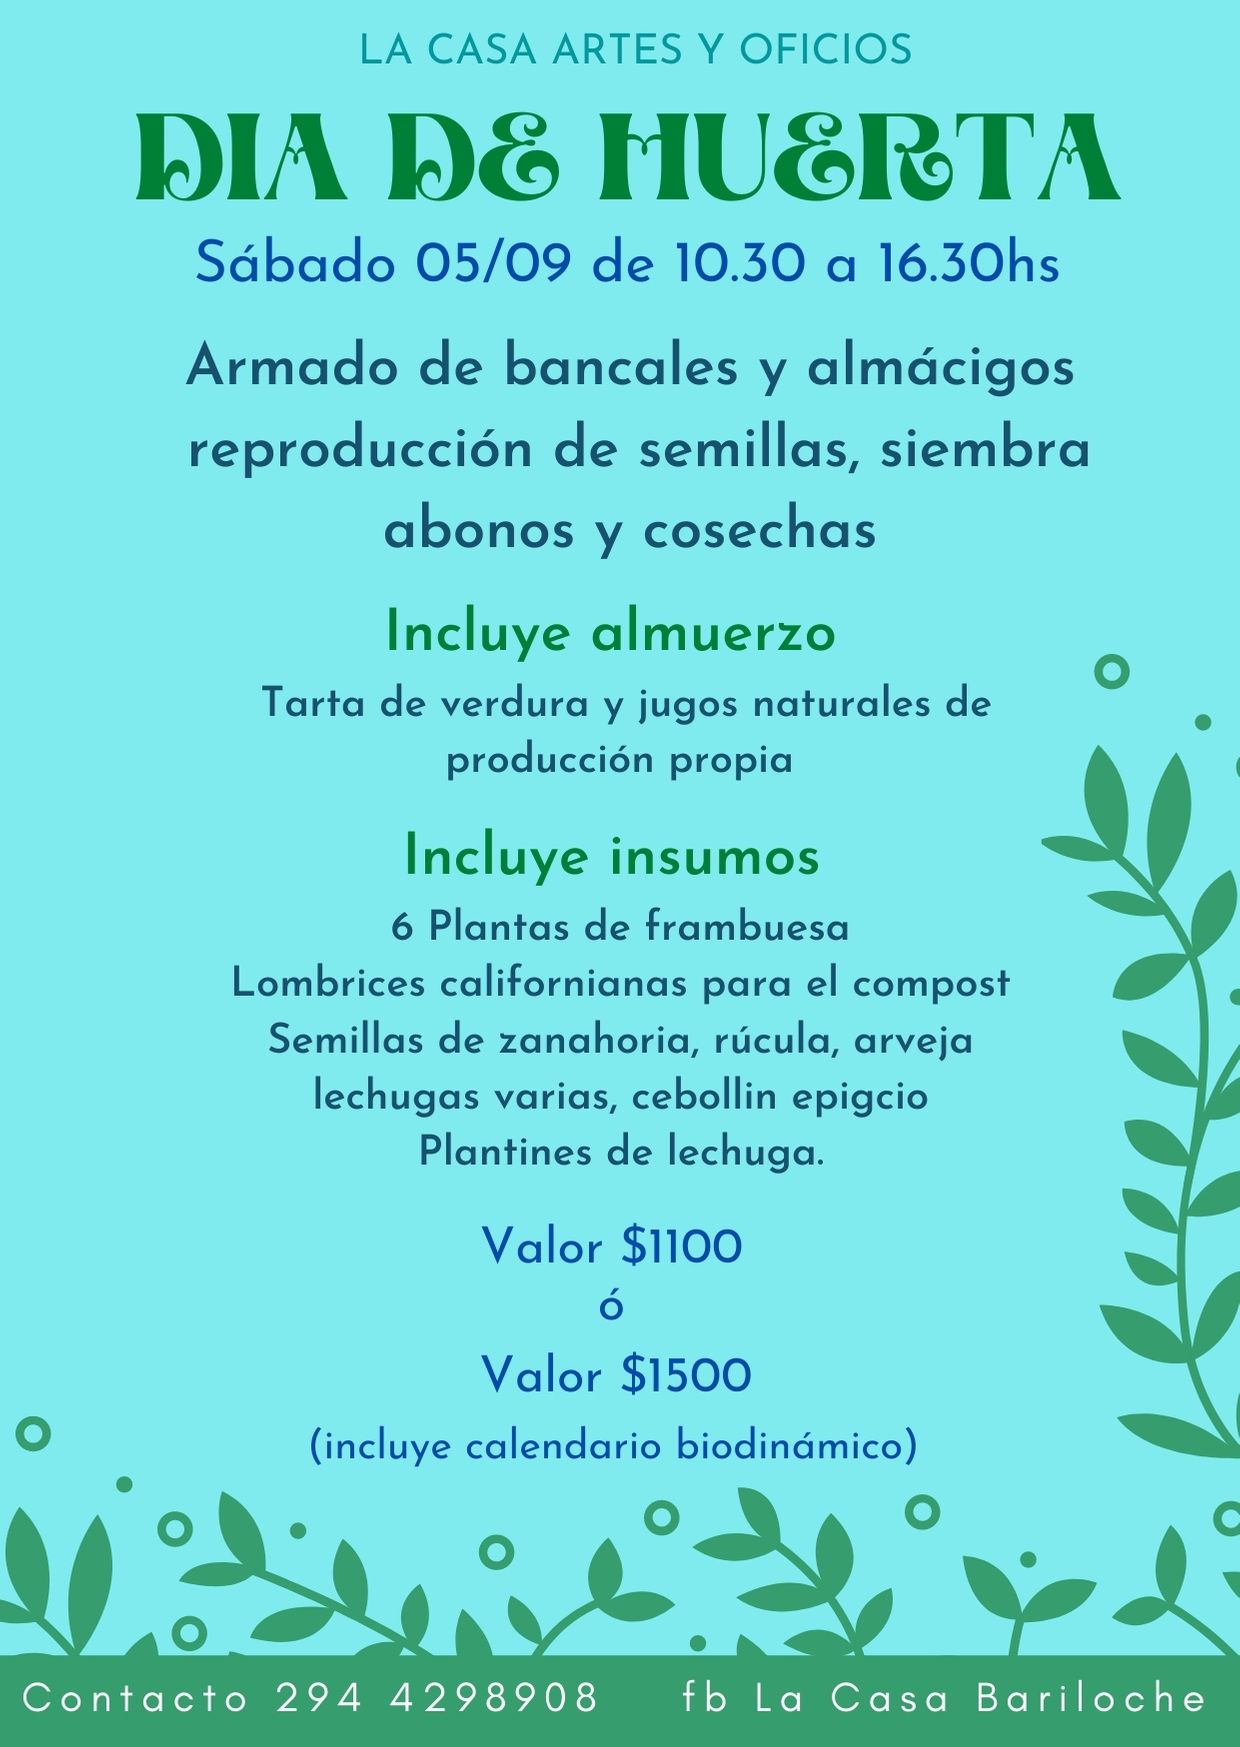 LA CASA ARTES Y OFICIOS
DIA DE HUERTA
Sábado 05/09 de 10.30 a 16.30hs
Armado de bancales y almácigos
reproducción de semillas, siembra
abonos y cosechas
Incluye almuerzo
Tarta de verdura y jugos naturales de
producción propia
Incluye insumos
6 Plantas de frambuesa
Lombrices californianas para el compost
Semillas de zanahoria, rúcula, arveja
lechugas varias, cebollin epigcio
Plantines de lechuga.
Valor $1100
ó
Valor $1500
(incluye calendario biodinámico)
Contacto 294 4298908 fb La Casa Bariloche